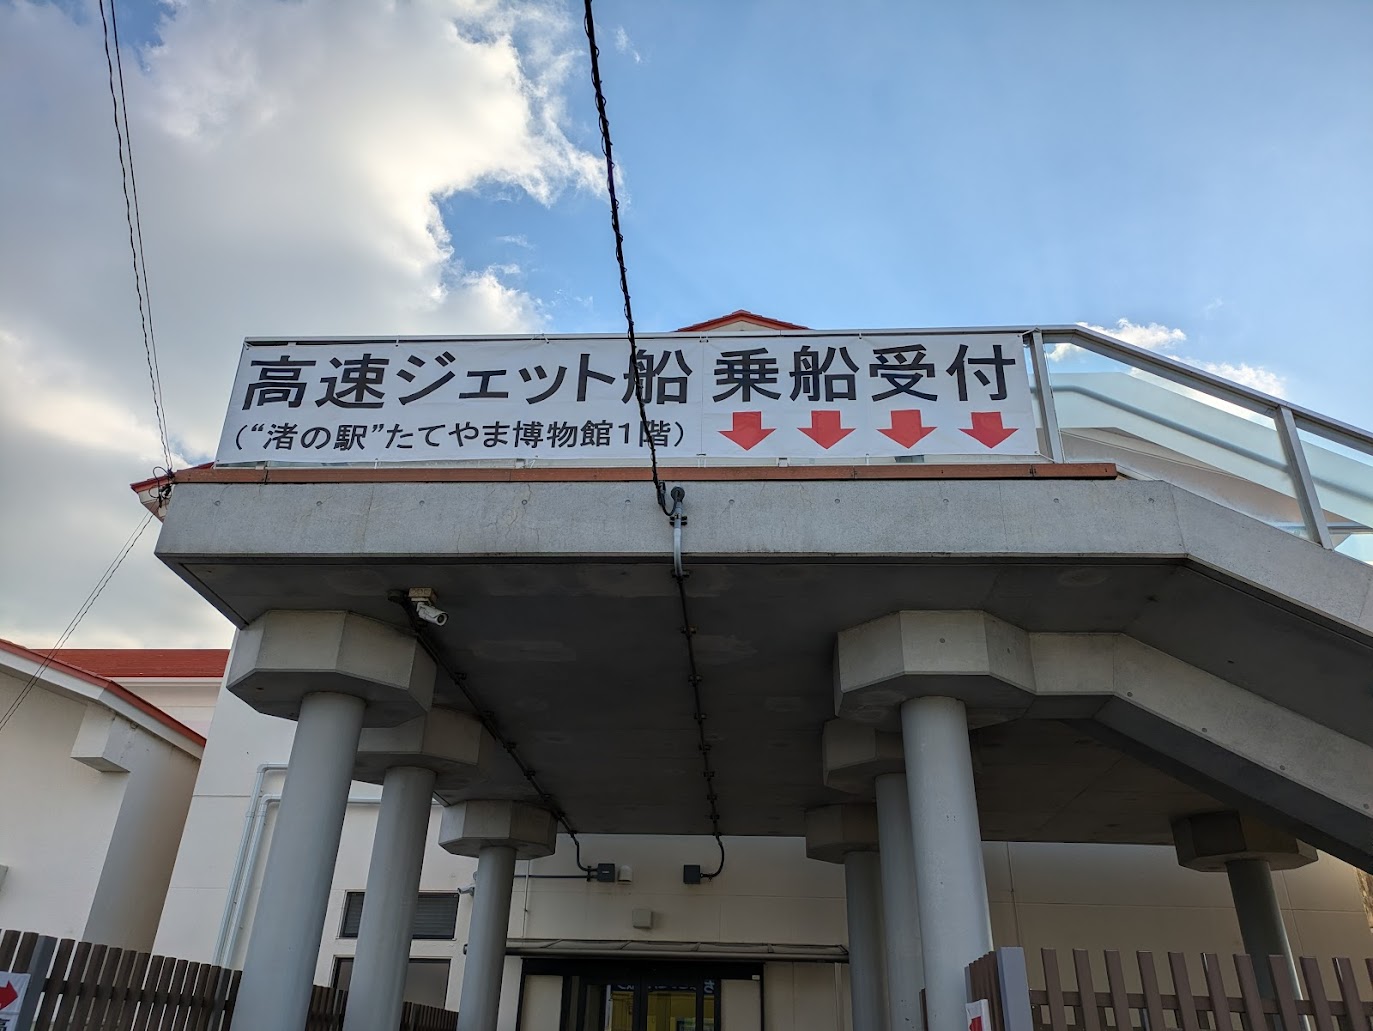 高速ジェット船 乗船受付
（“渚の駅”たてやま博物館１階）